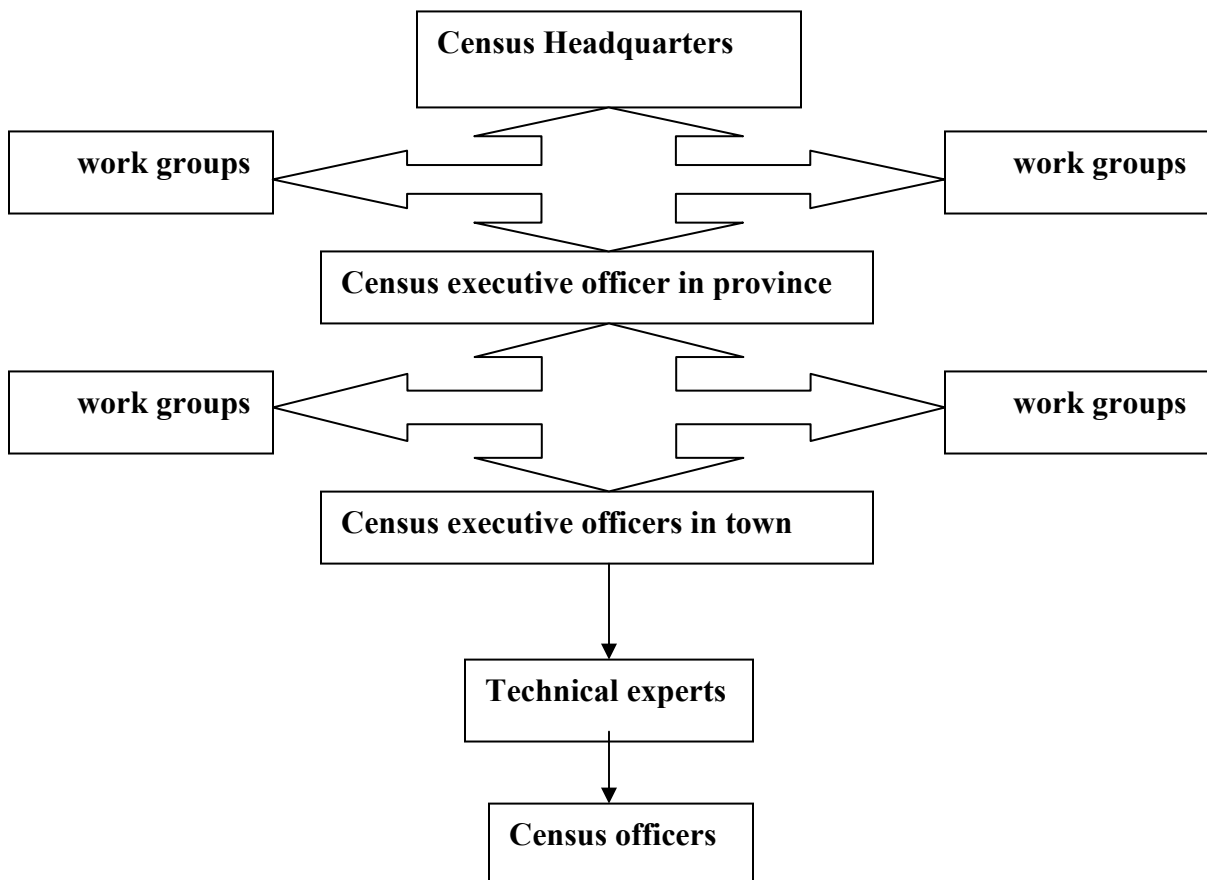 Census Headquarters
work groups
work groups
Census executive officer in province
work groups
work groups
Census executive officers in town
Technical experts
Census officers